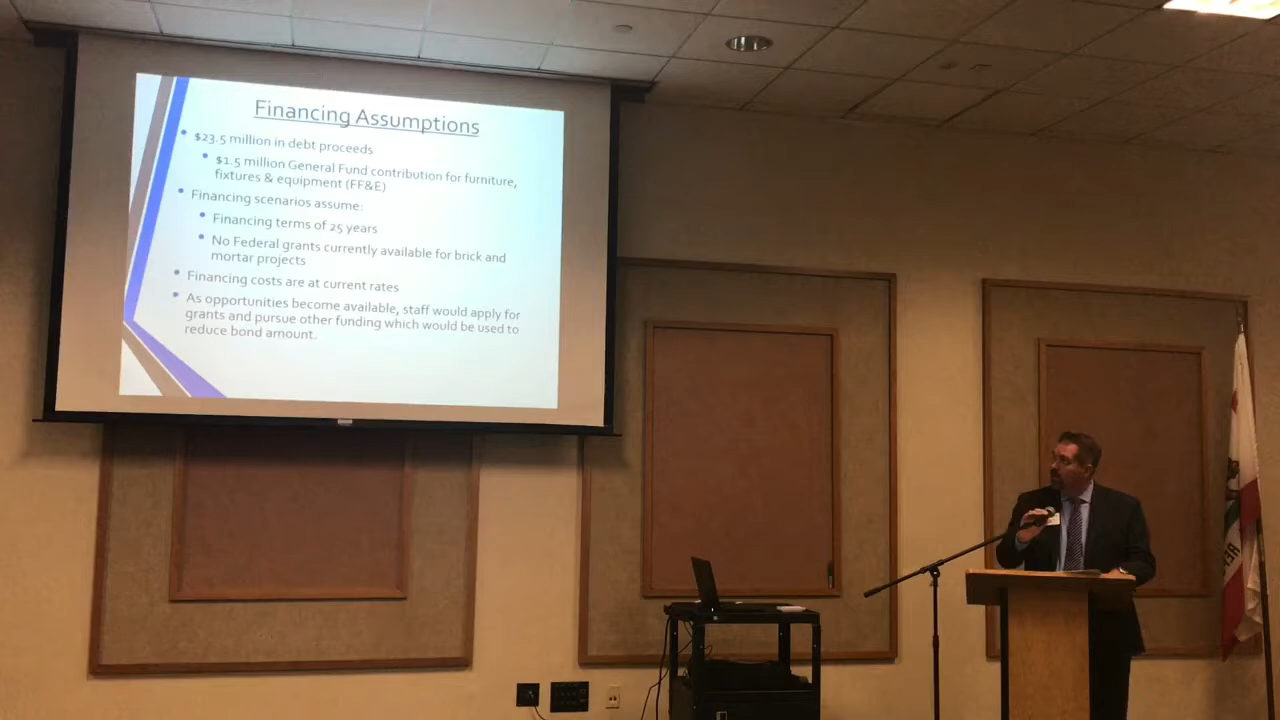 Financing Assumptions
• $23.5 million in debt proceeds
• $1.5 million General Fund contribution for furniture,
fixtures & equipment (FF&E)
• Financing scenarios assume:
• Financing terms of 25 years
• No Federal grants currently available for brick and
mortar projects
• Financing costs are at current rates
• As opportunities become available, staff would apply for
grants and pursue other funding which would be used to
reduce bond amount.